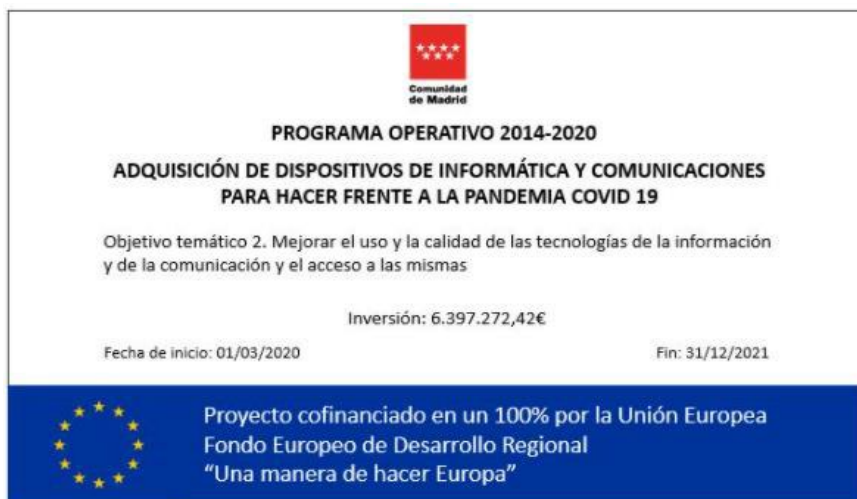 Comunidad
de Madrid
PROGRAMA OPERATIVO 2014-2020
ADQUISICIÓN DE DISPOSITIVOS DE INFORMÁTICA Y COMUNICACIONES
PARA HACER FRENTE A LA PANDEMIA COVID 19
Objetivo temático 2. Mejorar el uso y la calidad de las tecnologías de la información
y de la comunicación y el acceso a las mismas
Inversión: 6.397.272,42€
Fecha de inicio: 01/03/2020 Fin: 31/12/2021
Proyecto cofinanciado en un 100% por la Unión Europea
Fondo Europeo de Desarrollo Regional
“Una manera de hacer Europa”